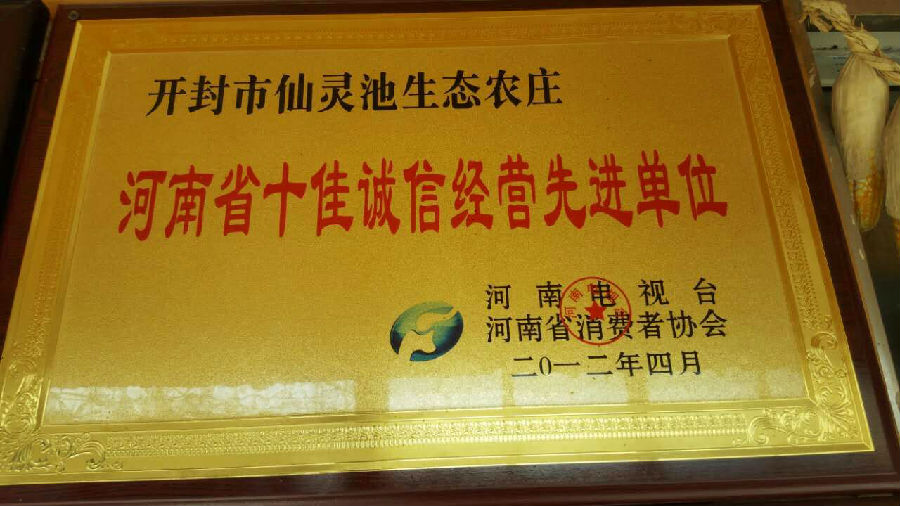 开封市仙灵池生态农庄
河南省十佳诚信经营先进单位
河南电视台
河南省消费者协会
二0一二年四月